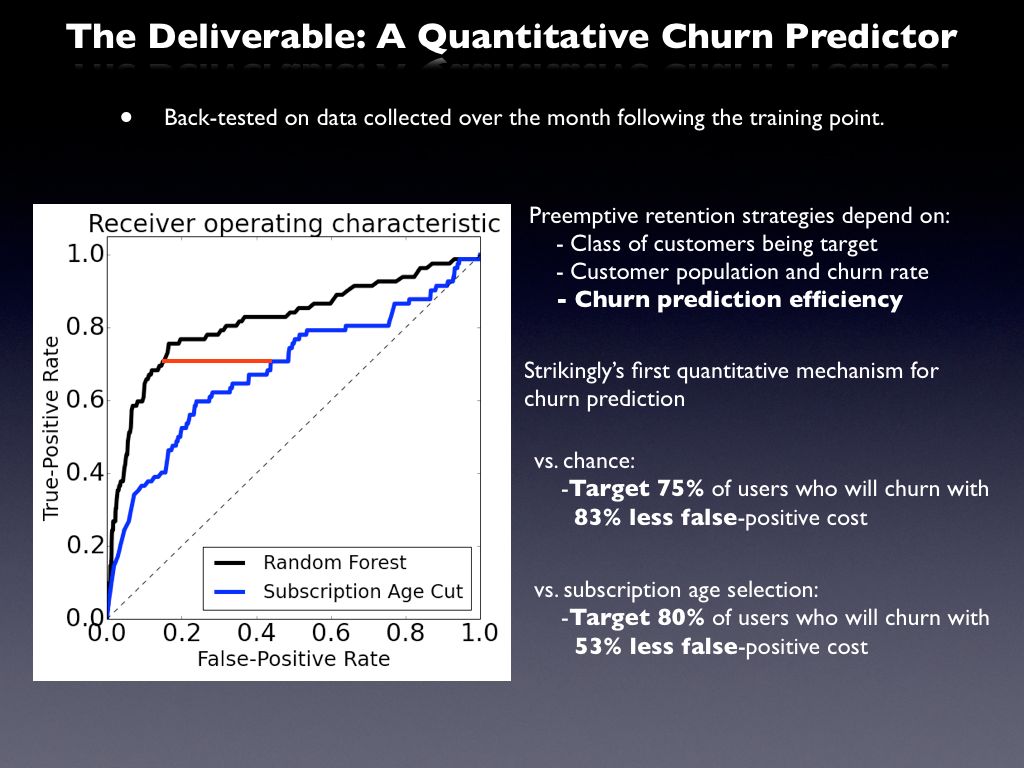 The Deliverable: A Quantitative Churn Predictor
• Back-tested on data collected over the month following the training point.
Receiver operating characteristic
1.0
0.8
0.6
0.4
0.2
0.0
True-Positive Rate
Random Forest
Subscription Age Cut
0.0 0.2 0.4 0.6 0.8 1.0
False-Positive Rate
Preemptive retention strategies depend on:
- Class of customers being target
- Customer population and churn rate
- Churn prediction efficiency
Strikingly's first quantitative mechanism for
churn prediction
vs. chance:
-Target 75% of users who will churn with
83% less false-positive cost
vs. subscription age selection:
-Target 80% of users who will churn with
53% less false-positive cost